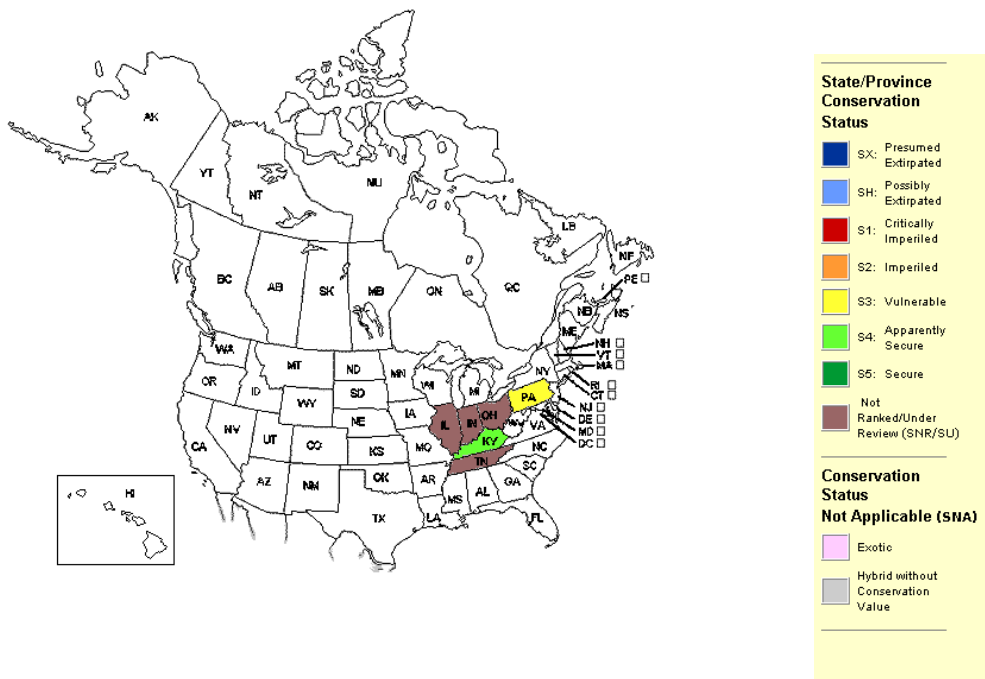 AK
YT
NT
NU
BC
AB
SK
MB
ON
QC
LB
NF
PE
NB
NS
ME
NH
VT
MA
NY
RI
CT
NJ
DE
MD
DC
WA
OR
ID
MT
ND
MN
WI
MI
SD
WY
IA
NE
NV
UT
CO
KS
MO
IL
IN
OH
PA
WV
VA
KY
CA
AZ
NM
OK
AR
TN
NC
SC
MS
AL
GA
TX
LA
FL
HI
State/Province
Conservation
Status
SX: Presumed
Extirpated
SH: Possibly
Extirpated
S1: Critically
Imperiled
S2: Imperiled
S3: Vulnerable
S4: Apparently
Secure
S5: Secure
Not
Ranked/Under
Review (SNR/SU)
Conservation
Status
Not Applicable (SNA)
Exotic
Hybrid without
Conservation
Value